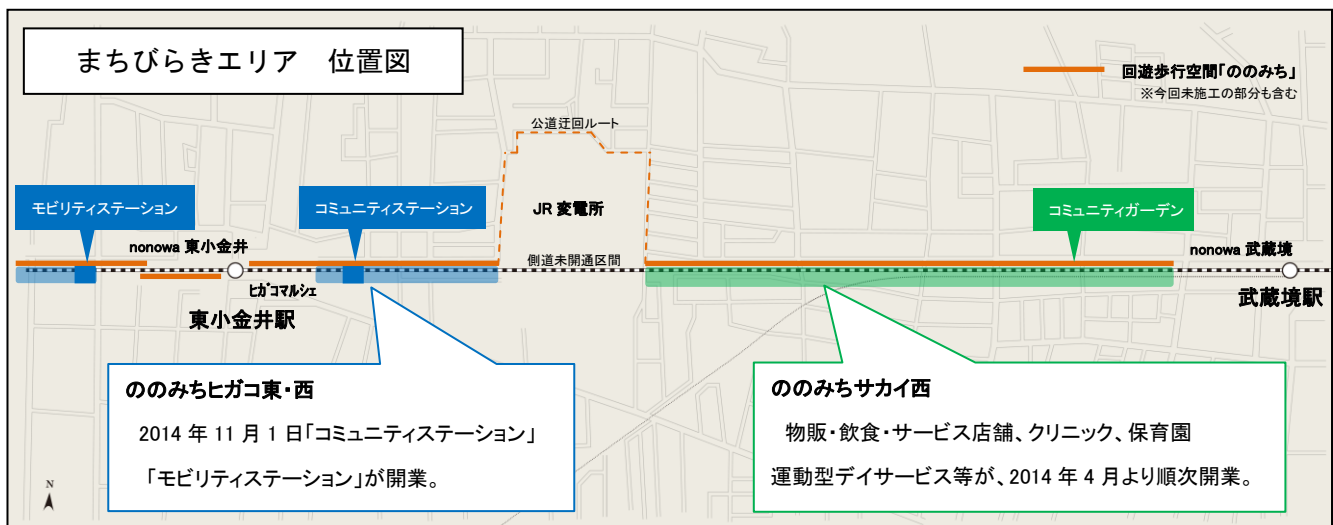 まちびらきエリア　位置図
回遊歩行空間「ののみち」
※今回未施工の部分も含む
公道迂回ルート
モビリティステーション
コミュニティステーション
JR 変電所
コミュニティガーデン
nonowa 東小金井
側道未開通区間
nonowa 武蔵境
ﾋｶﾞｺマルシェ
東小金井駅
武蔵境駅
ののみちヒガコ東・西
2014 年 11 月 1 日「コミュニティステーション」
「モビリティステーション」が開業。
ののみちサカイ西
物販・飲食・サービス店舗、クリニック、保育園
運動型デイサービス等が、2014 年 4 月より順次開業。
N